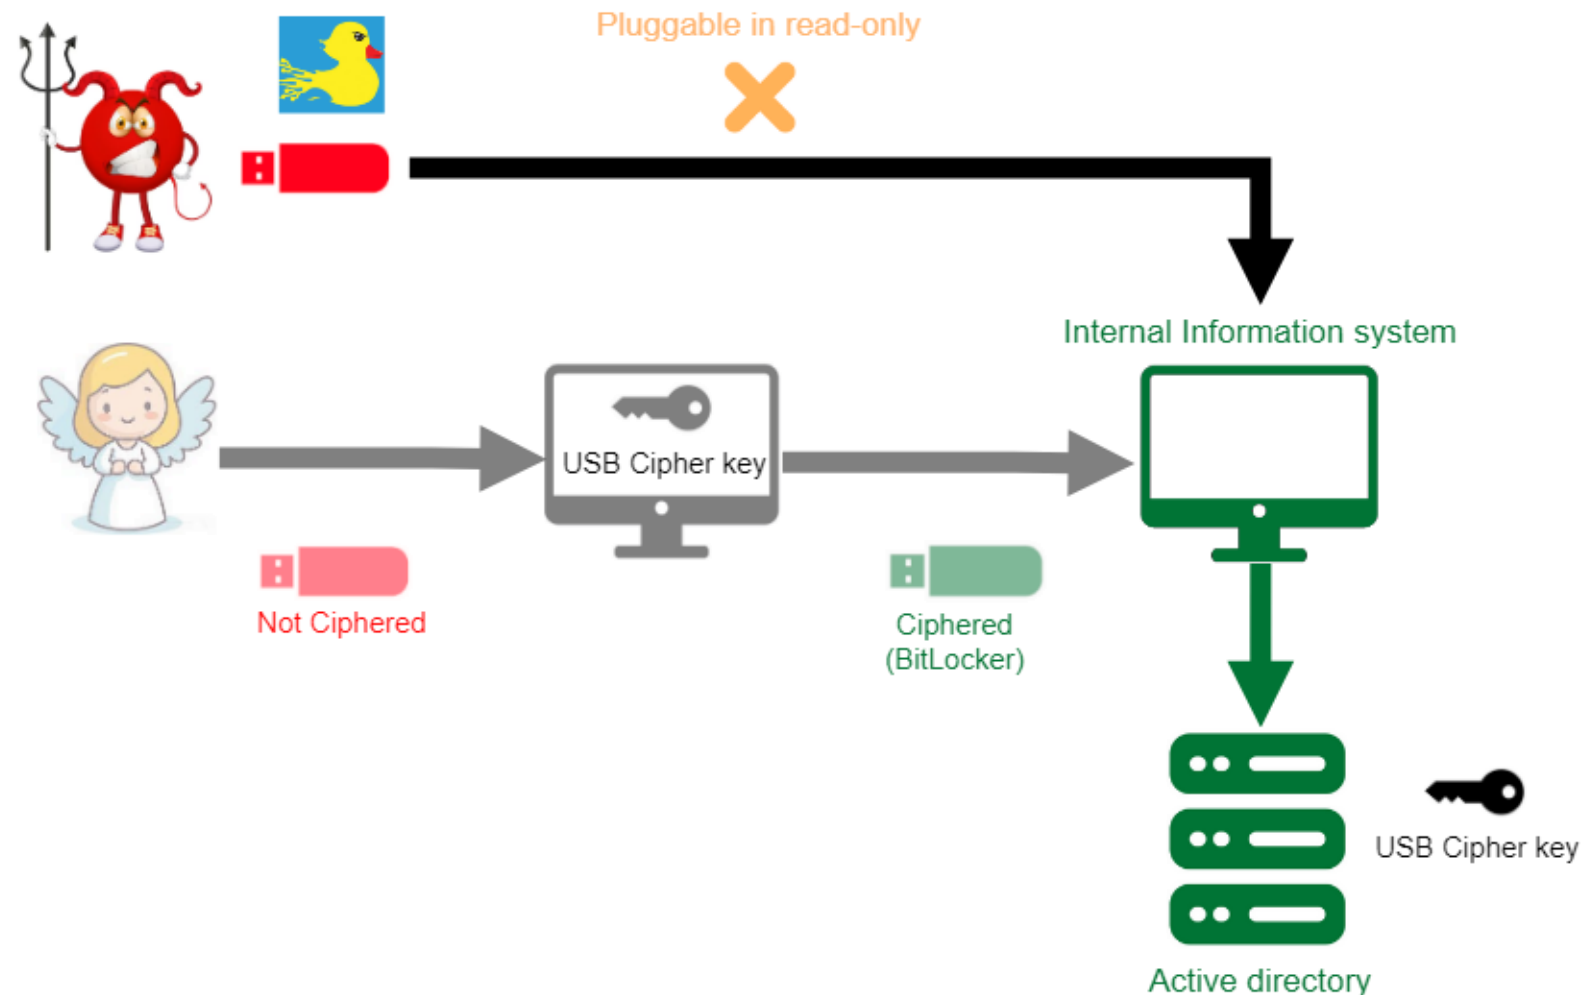 Pluggable in read-only
Internal Information system
USB Cipher key
Not Ciphered
Ciphered
(BitLocker)
USB Cipher key
Active directory